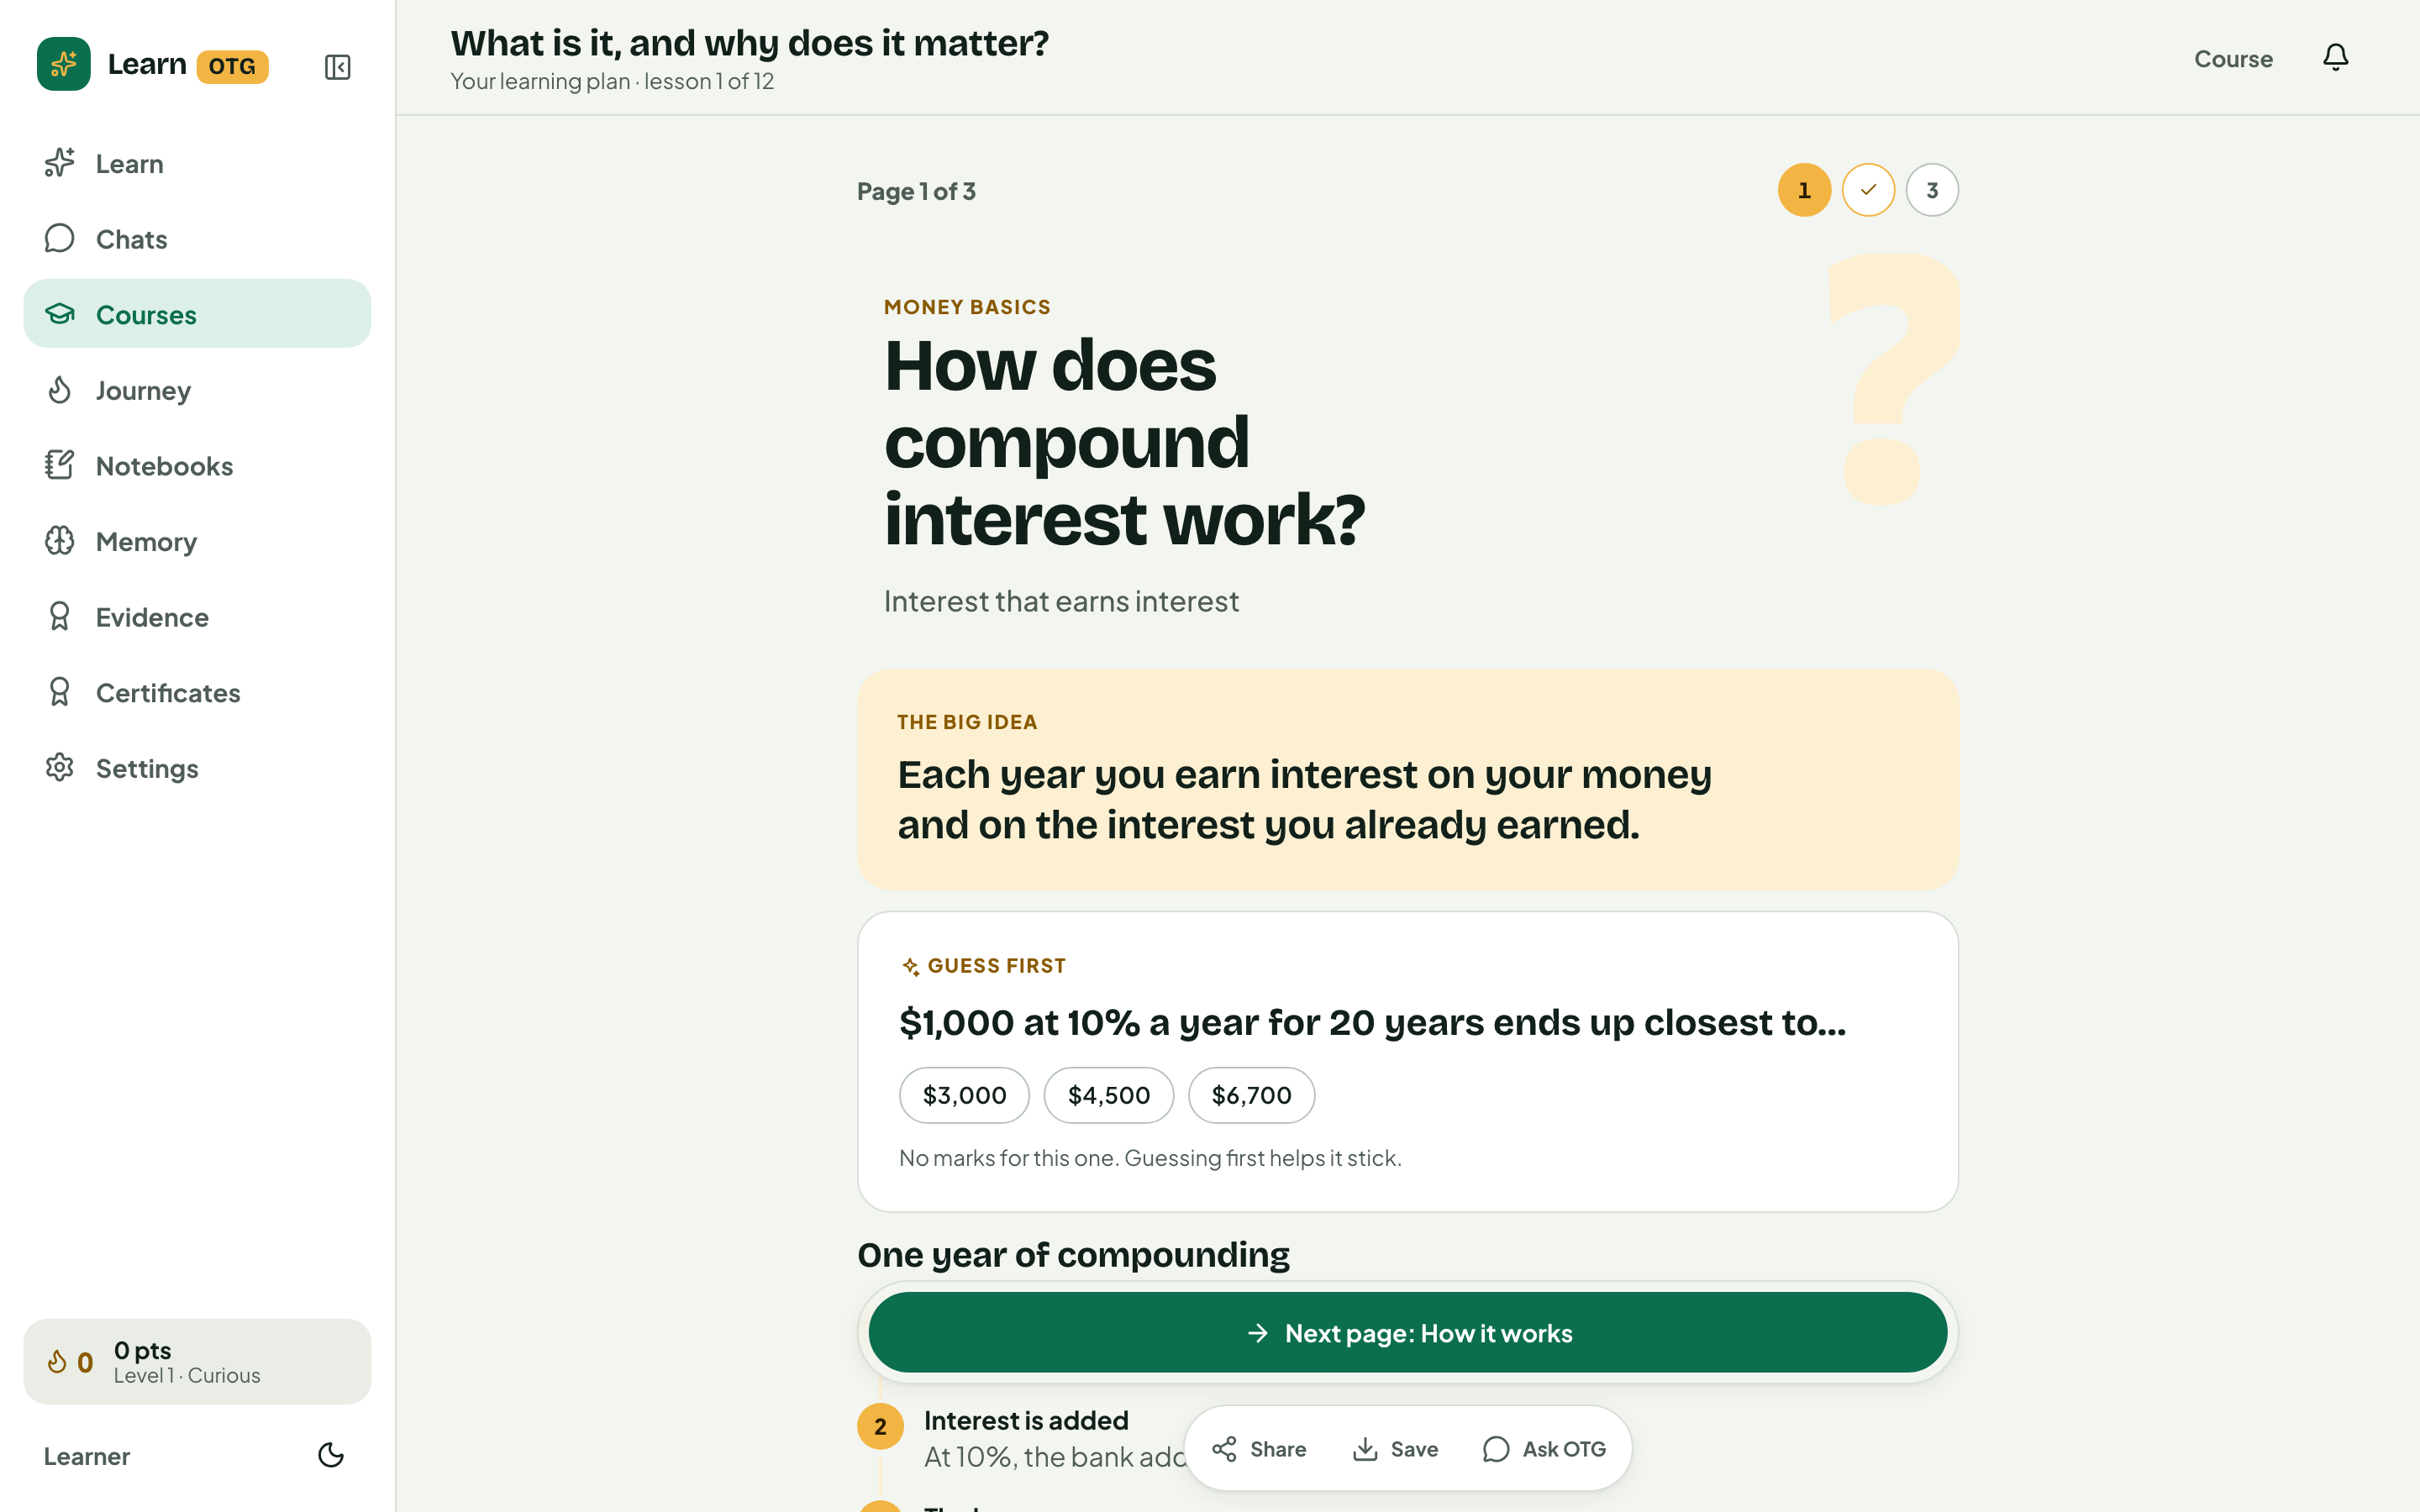 Learn OTG
Learn
Chats
Courses
Journey
Notebooks
Memory
Evidence
Certificates
Settings
0
0 pts
Level 1 · Curious
Learner
What is it, and why does it matter?
Your learning plan · lesson 1 of 12
Course
Page 1 of 3
1
3
?
MONEY BASICS
How does
compound
interest work?
Interest that earns interest
THE BIG IDEA
Each year you earn interest on your money
and on the interest you already earned.
GUESS FIRST
$1,000 at 10% a year for 20 years ends up closest to...
$3,000
$4,500
$6,700
No marks for this one. Guessing first helps it stick.
One year of compounding
Next page: How it works
2
Interest is added
At 10%, the bank
Share
Save
Ask OTG